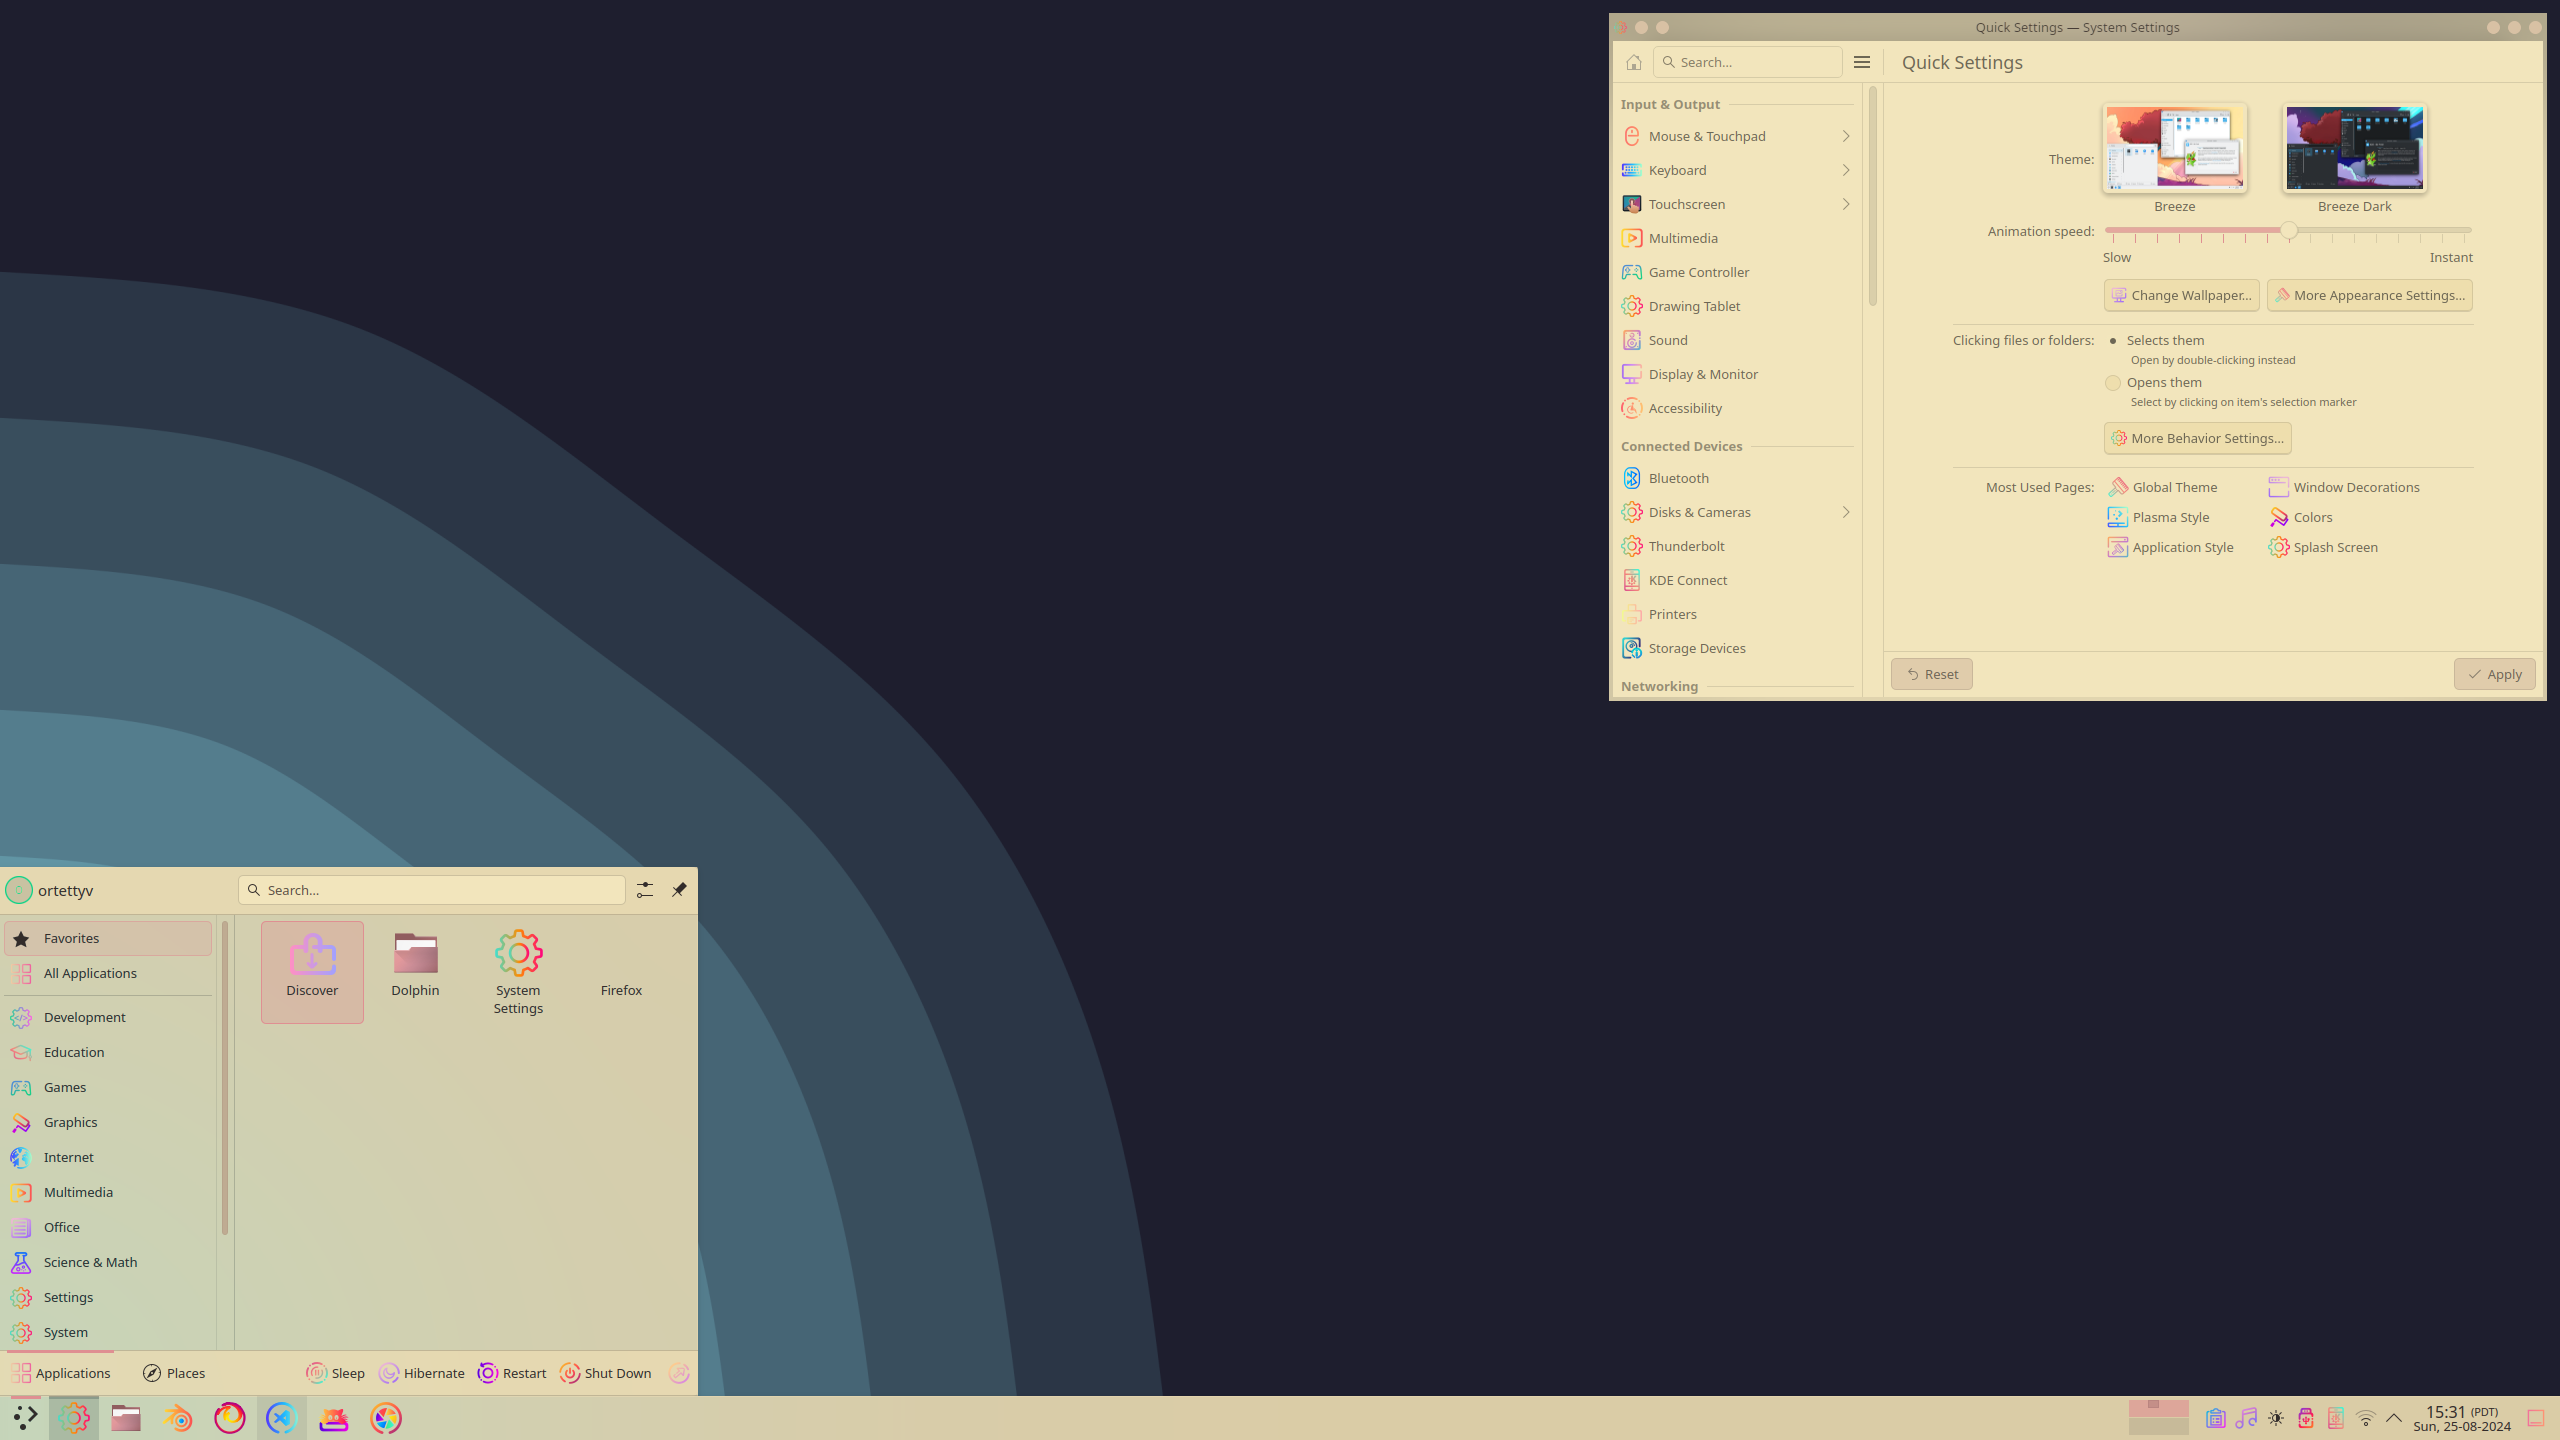 Quick Settings — System Settings
Search...
Quick Settings
Input & Output
Mouse & Touchpad
Keyboard
Touchscreen
Multimedia
Game Controller
Drawing Tablet
Sound
Display & Monitor
Accessibility
Connected Devices
Bluetooth
Disks & Cameras
Thunderbolt
KDE Connect
Printers
Storage Devices
Networking
Theme:
Breeze
Breeze Dark
Animation speed:
Slow
Instant
Change Wallpaper...
More Appearance Settings...
Clicking files or folders:
Selects them
Open by double-clicking instead
Opens them
Select by clicking on item's selection marker
More Behavior Settings...
Most Used Pages:
Global Theme
Window Decorations
Plasma Style
Colors
Application Style
Splash Screen
Reset
Apply
ortettyv
Search...
Favorites
All Applications
Development
Education
Games
Graphics
Internet
Multimedia
Office
Science & Math
Settings
System
Discover
Dolphin
System
Settings
Firefox
Applications
Places
Sleep
Hibernate
Restart
Shut Down
15:31 (PDT)
Sun, 25-08-2024